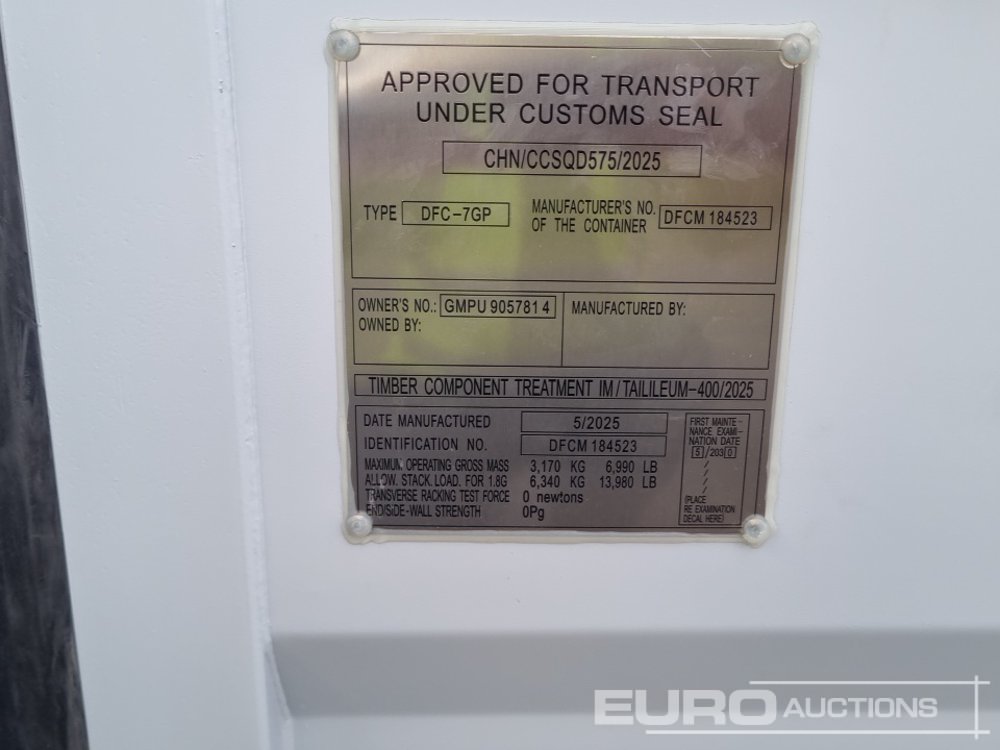 APPROVED FOR TRANSPORT
UNDER CUSTOMS SEAL
CHN/CCSQD575/2025
TYPE DFC-7GP
MANUFACTURER'S NO.
OF THE CONTAINER
DFCM 184523
OWNER'S NO.: GMPU 905781 4
OWNED BY:
MANUFACTURED BY:
TIMBER COMPONENT TREATMENT IM/TAILILEUM-400/2025
DATE MANUFACTURED 5/2025
IDENTIFICATION NO. DFCM 184523
MAXIMUM OPERATING GROSS MASS 3,170 KG 6,990 LB
ALLOW. STACK. LOAD. FOR 1.8G 6,340 KG 13,980 LB
TRANSVERSE RACKING TEST FORCE 0 newtons
END/SIDE-WALL STRENGTH 0Pg
FIRST MAINTE-
NANCE EXAMI-
NATION DATE
5/2030
/
/
/
/
(PLACE
RE EXAMINATION
DECAL HERE)
EURO AUCTIONS